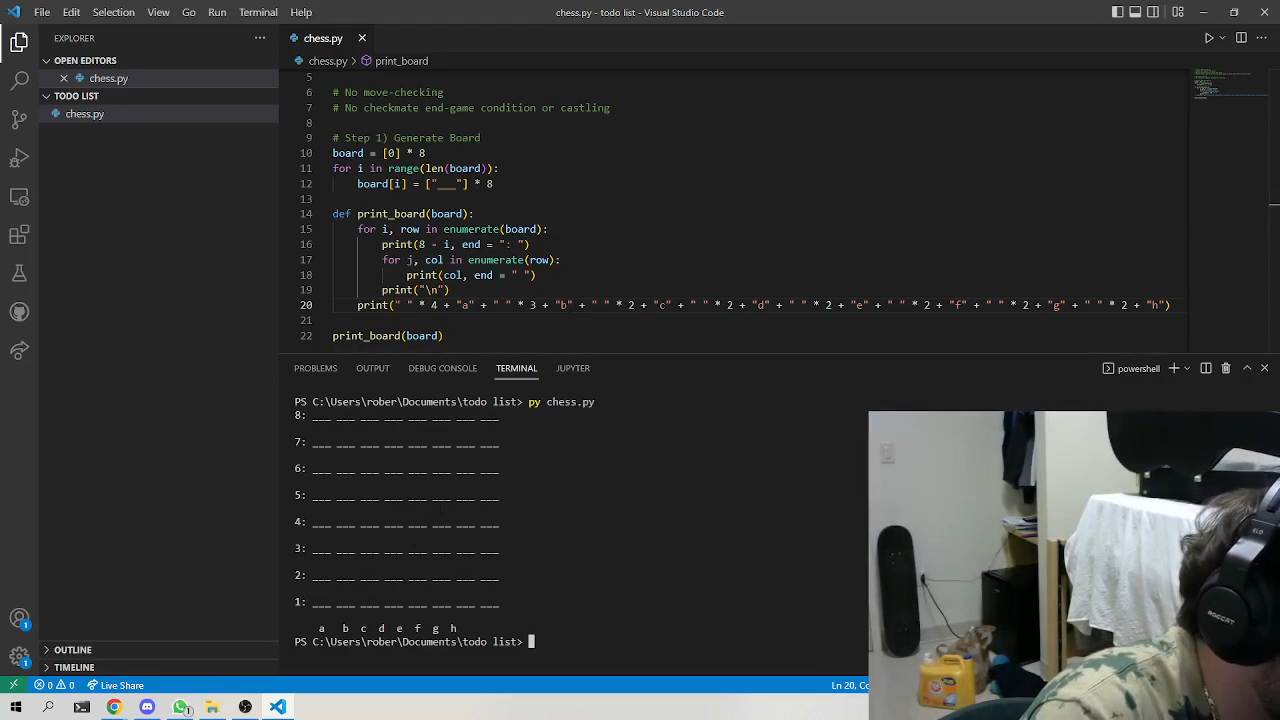 File Edit Selection View Go Run Terminal Help
chess.py - todo list - Visual Studio Code
EXPLORER
OPEN EDITORS
chess.py
TODO LIST
chess.py
OUTLINE
TIMELINE
chess.py
chess.py > print_board
5
6 # No move-checking
7 # No checkmate end-game condition or castling
8
9 # Step 1) Generate Board
10 board = [0] * 8
11 for i in range(len(board)):
12 board[i] = ["___"] * 8
13
14 def print_board(board):
15 for i, row in enumerate(board):
16 print(8 - i, end = ": ")
17 for j, col in enumerate(row):
18 print(col, end = " ")
19 print("\n")
20 print(" " * 4 + "a" + " " * 3 + "b" + " " * 2 + "c" + " " * 2 + "d" + " " * 2 + "e" + " " * 2 + "f" + " " * 2 + "g" + " " * 2 + "h")
21
22 print_board(board)
PROBLEMS OUTPUT DEBUG CONSOLE TERMINAL JUPYTER
powershell
PS C:\Users\rober\Documents\todo list> py chess.py
8: ___ ___ ___ ___ ___ ___ ___ ___
7: ___ ___ ___ ___ ___ ___ ___ ___
6: ___ ___ ___ ___ ___ ___ ___ ___
5: ___ ___ ___ ___ ___ ___ ___ ___
4: ___ ___ ___ ___ ___ ___ ___ ___
3: ___ ___ ___ ___ ___ ___ ___ ___
2: ___ ___ ___ ___ ___ ___ ___ ___
1: ___ ___ ___ ___ ___ ___ ___ ___
a b c d e f g h
PS C:\Users\rober\Documents\todo list>
ELO
ROCCAT
1
1
0 0 Live Share
Ln 20,
1